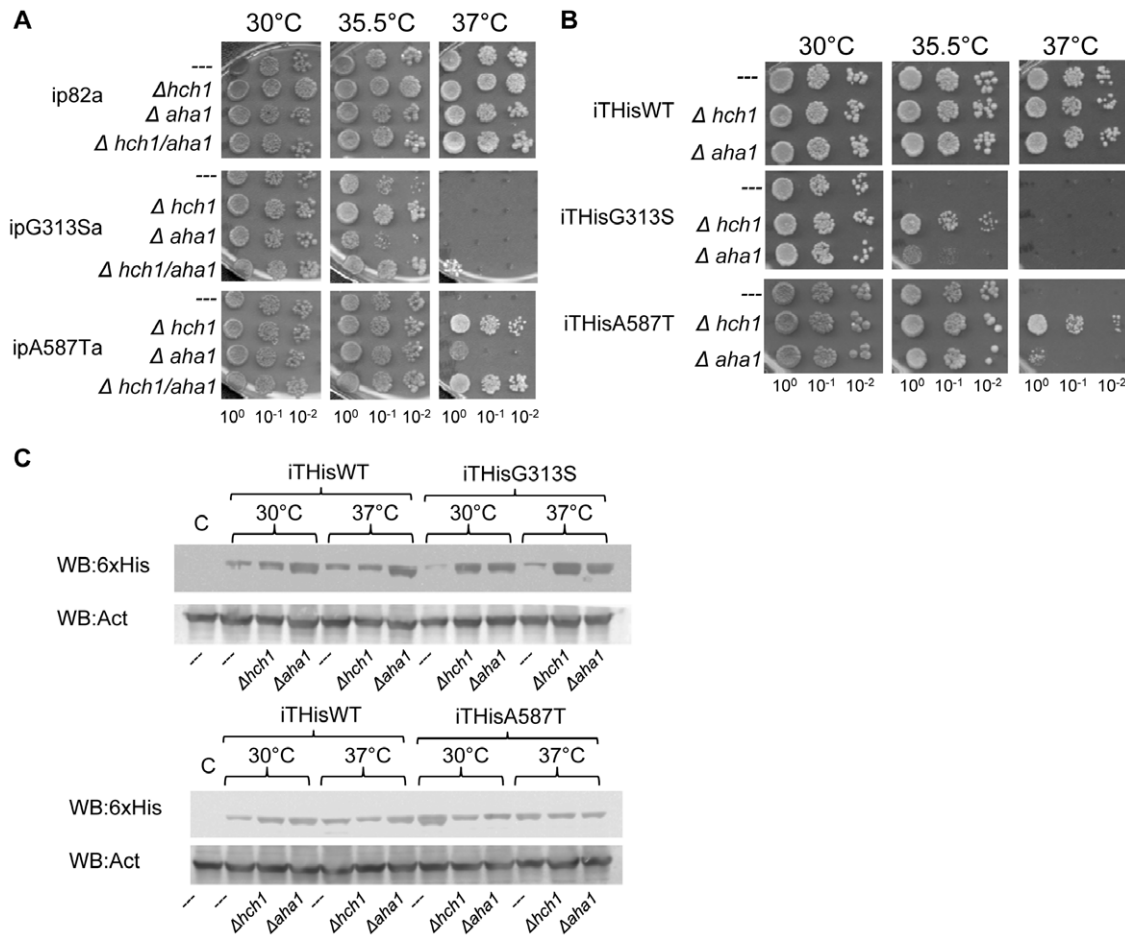 A
30°C 35.5°C 37°C
ip82a
---
Δhch1
Δ aha1
Δ hch1/aha1
ipG313Sa
---
Δ hch1
Δ aha1
Δ hch1/aha1
ipA587Ta
---
Δ hch1
Δ aha1
Δ hch1/aha1
10⁰ 10⁻¹ 10⁻² 10⁰ 10⁻¹ 10⁻² 10⁰ 10⁻¹ 10⁻²
B
30°C 35.5°C 37°C
iTHisWT
---
Δ hch1
Δ aha1
iTHisG313S
---
Δ hch1
Δ aha1
iTHisA587T
---
Δ hch1
Δ aha1
10⁰ 10⁻¹ 10⁻² 10⁰ 10⁻¹ 10⁻² 10⁰ 10⁻¹ 10⁻²
C
iTHisWT iTHisG313S
C 30°C 37°C 30°C 37°C
WB:6xHis
WB:Act
--- --- Δhch1 Δaha1 --- Δhch1 Δaha1 --- Δhch1 Δaha1 --- Δhch1 Δaha1
iTHisWT iTHisA587T
C 30°C 37°C 30°C 37°C
WB:6xHis
WB:Act
--- --- Δhch1 Δaha1 --- Δhch1 Δaha1 --- Δhch1 Δaha1 --- Δhch1 Δaha1